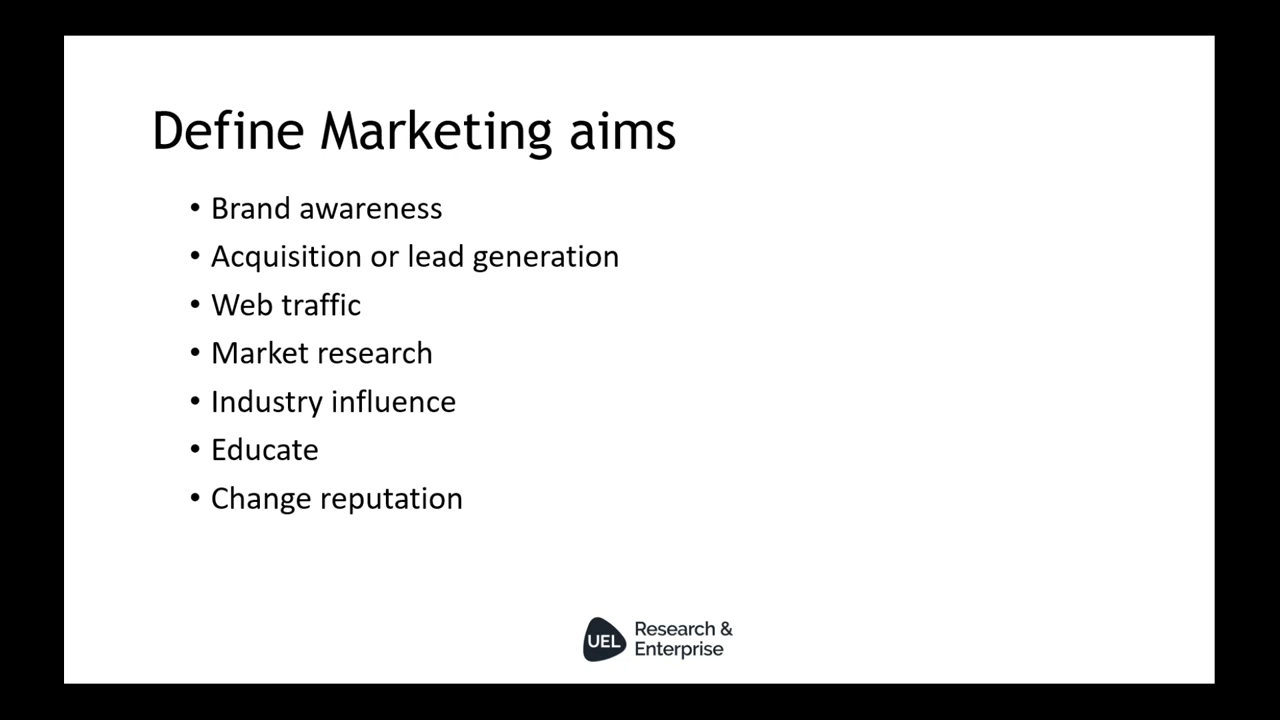 Define Marketing aims
• Brand awareness
• Acquisition or lead generation
• Web traffic
• Market research
• Industry influence
• Educate
• Change reputation
UEL Research &
Enterprise